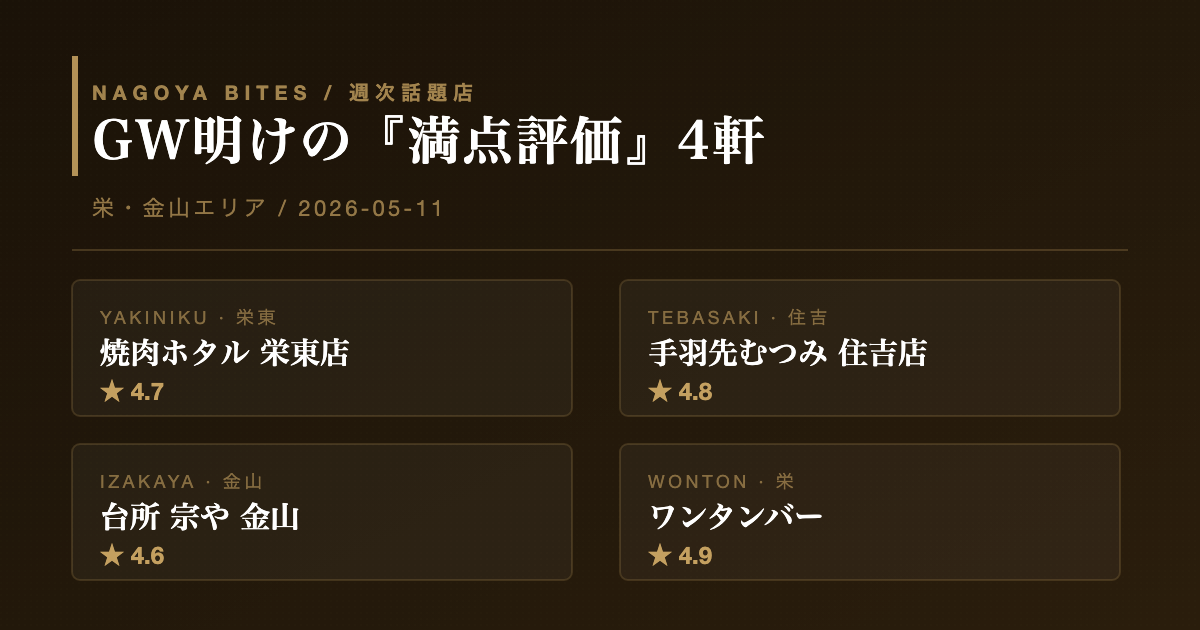 NAGOYA BITES / 週次話題店
GW明けの『満点評価』4軒
栄・金山エリア / 2026-05-11
YAKINIKU · 栄東
焼肉ホタル 栄東店
★ 4.7
TEBASAKI · 住吉
手羽先むつみ 住吉店
★ 4.8
IZAKAYA · 金山
台所 宗や 金山
★ 4.6
WONTON · 栄
ワンタンバー
★ 4.9